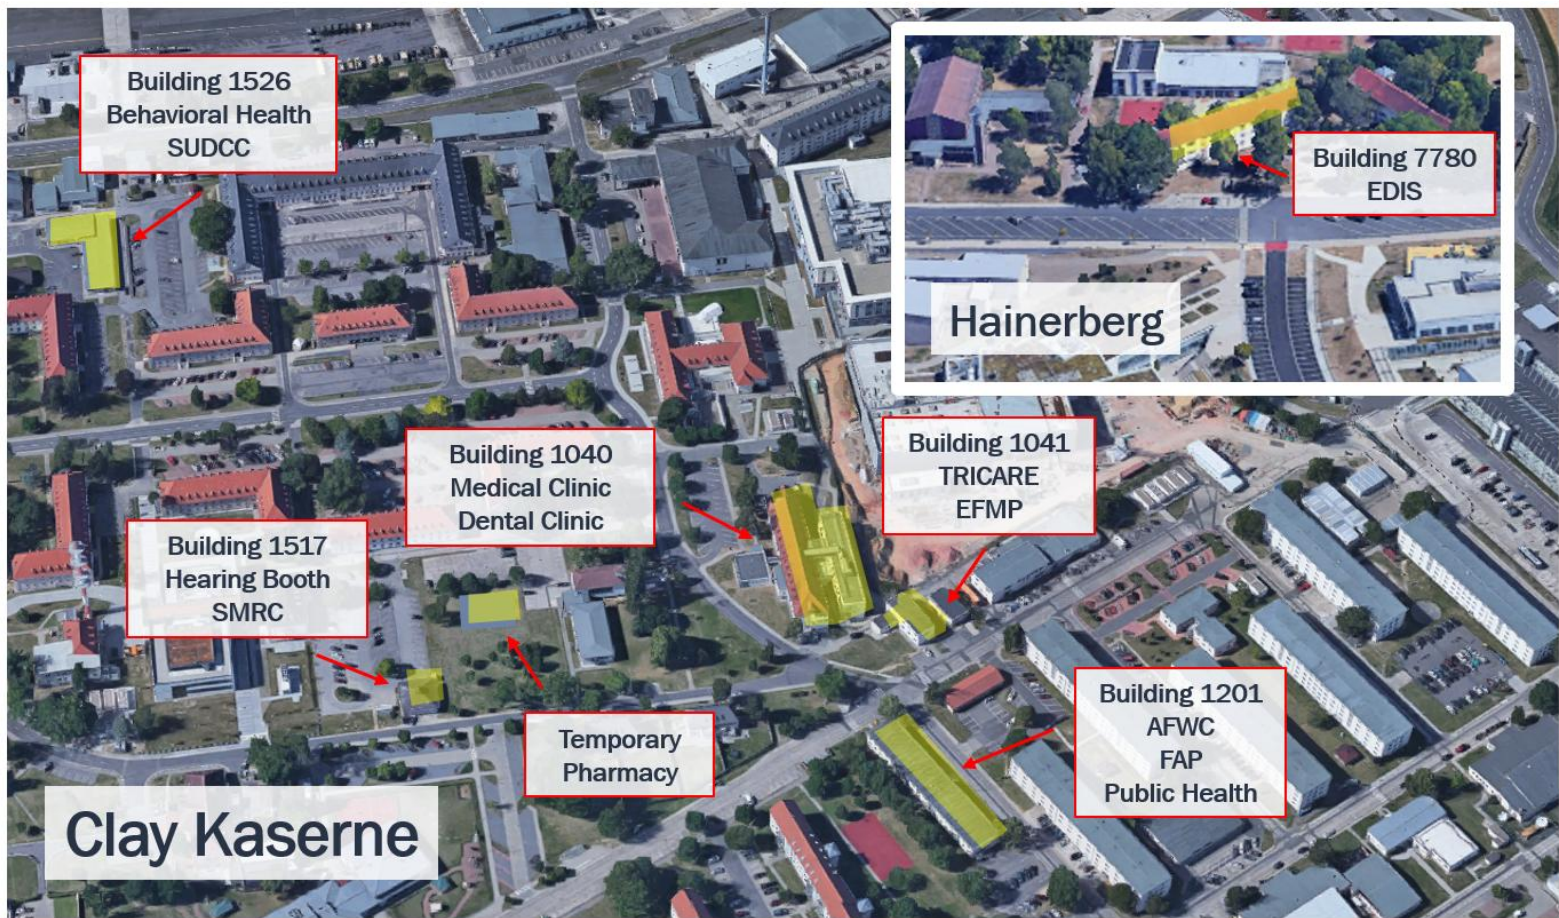 Building 1526
Behavioral Health
SUDCC
Building 7780
EDIS
Hainerberg
Building 1040
Medical Clinic
Dental Clinic
Building 1041
TRICARE
EFMP
Building 1517
Hearing Booth
SMRC
Temporary
Pharmacy
Building 1201
AFWC
FAP
Public Health
Clay Kaserne